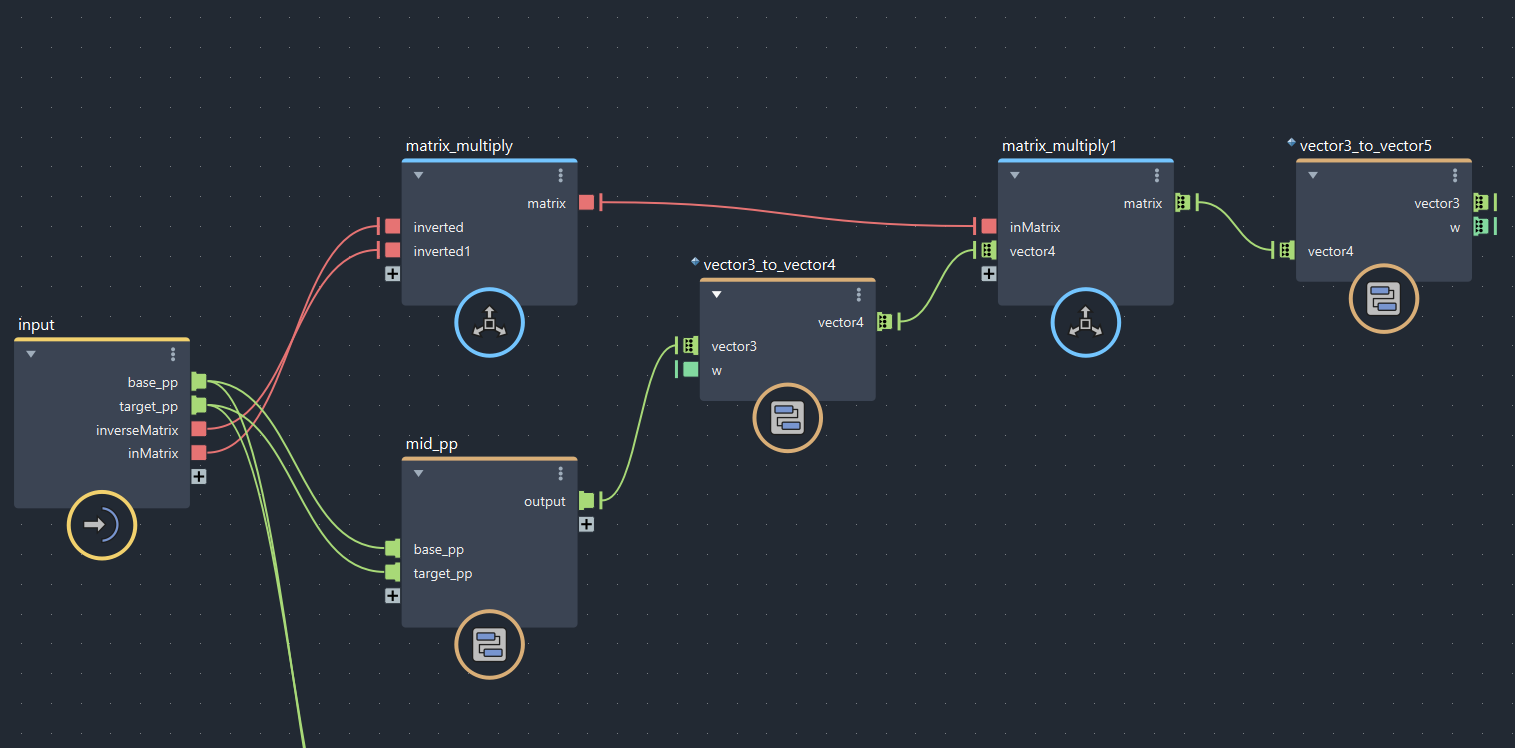 matrix_multiply
matrix
inverted
inverted1
matrix_multiply1
matrix
inMatrix
vector4
vector3_to_vector5
vector3
w
vector4
vector3_to_vector4
vector4
vector3
w
input
base_pp
target_pp
inverseMatrix
inMatrix
mid_pp
output
base_pp
target_pp